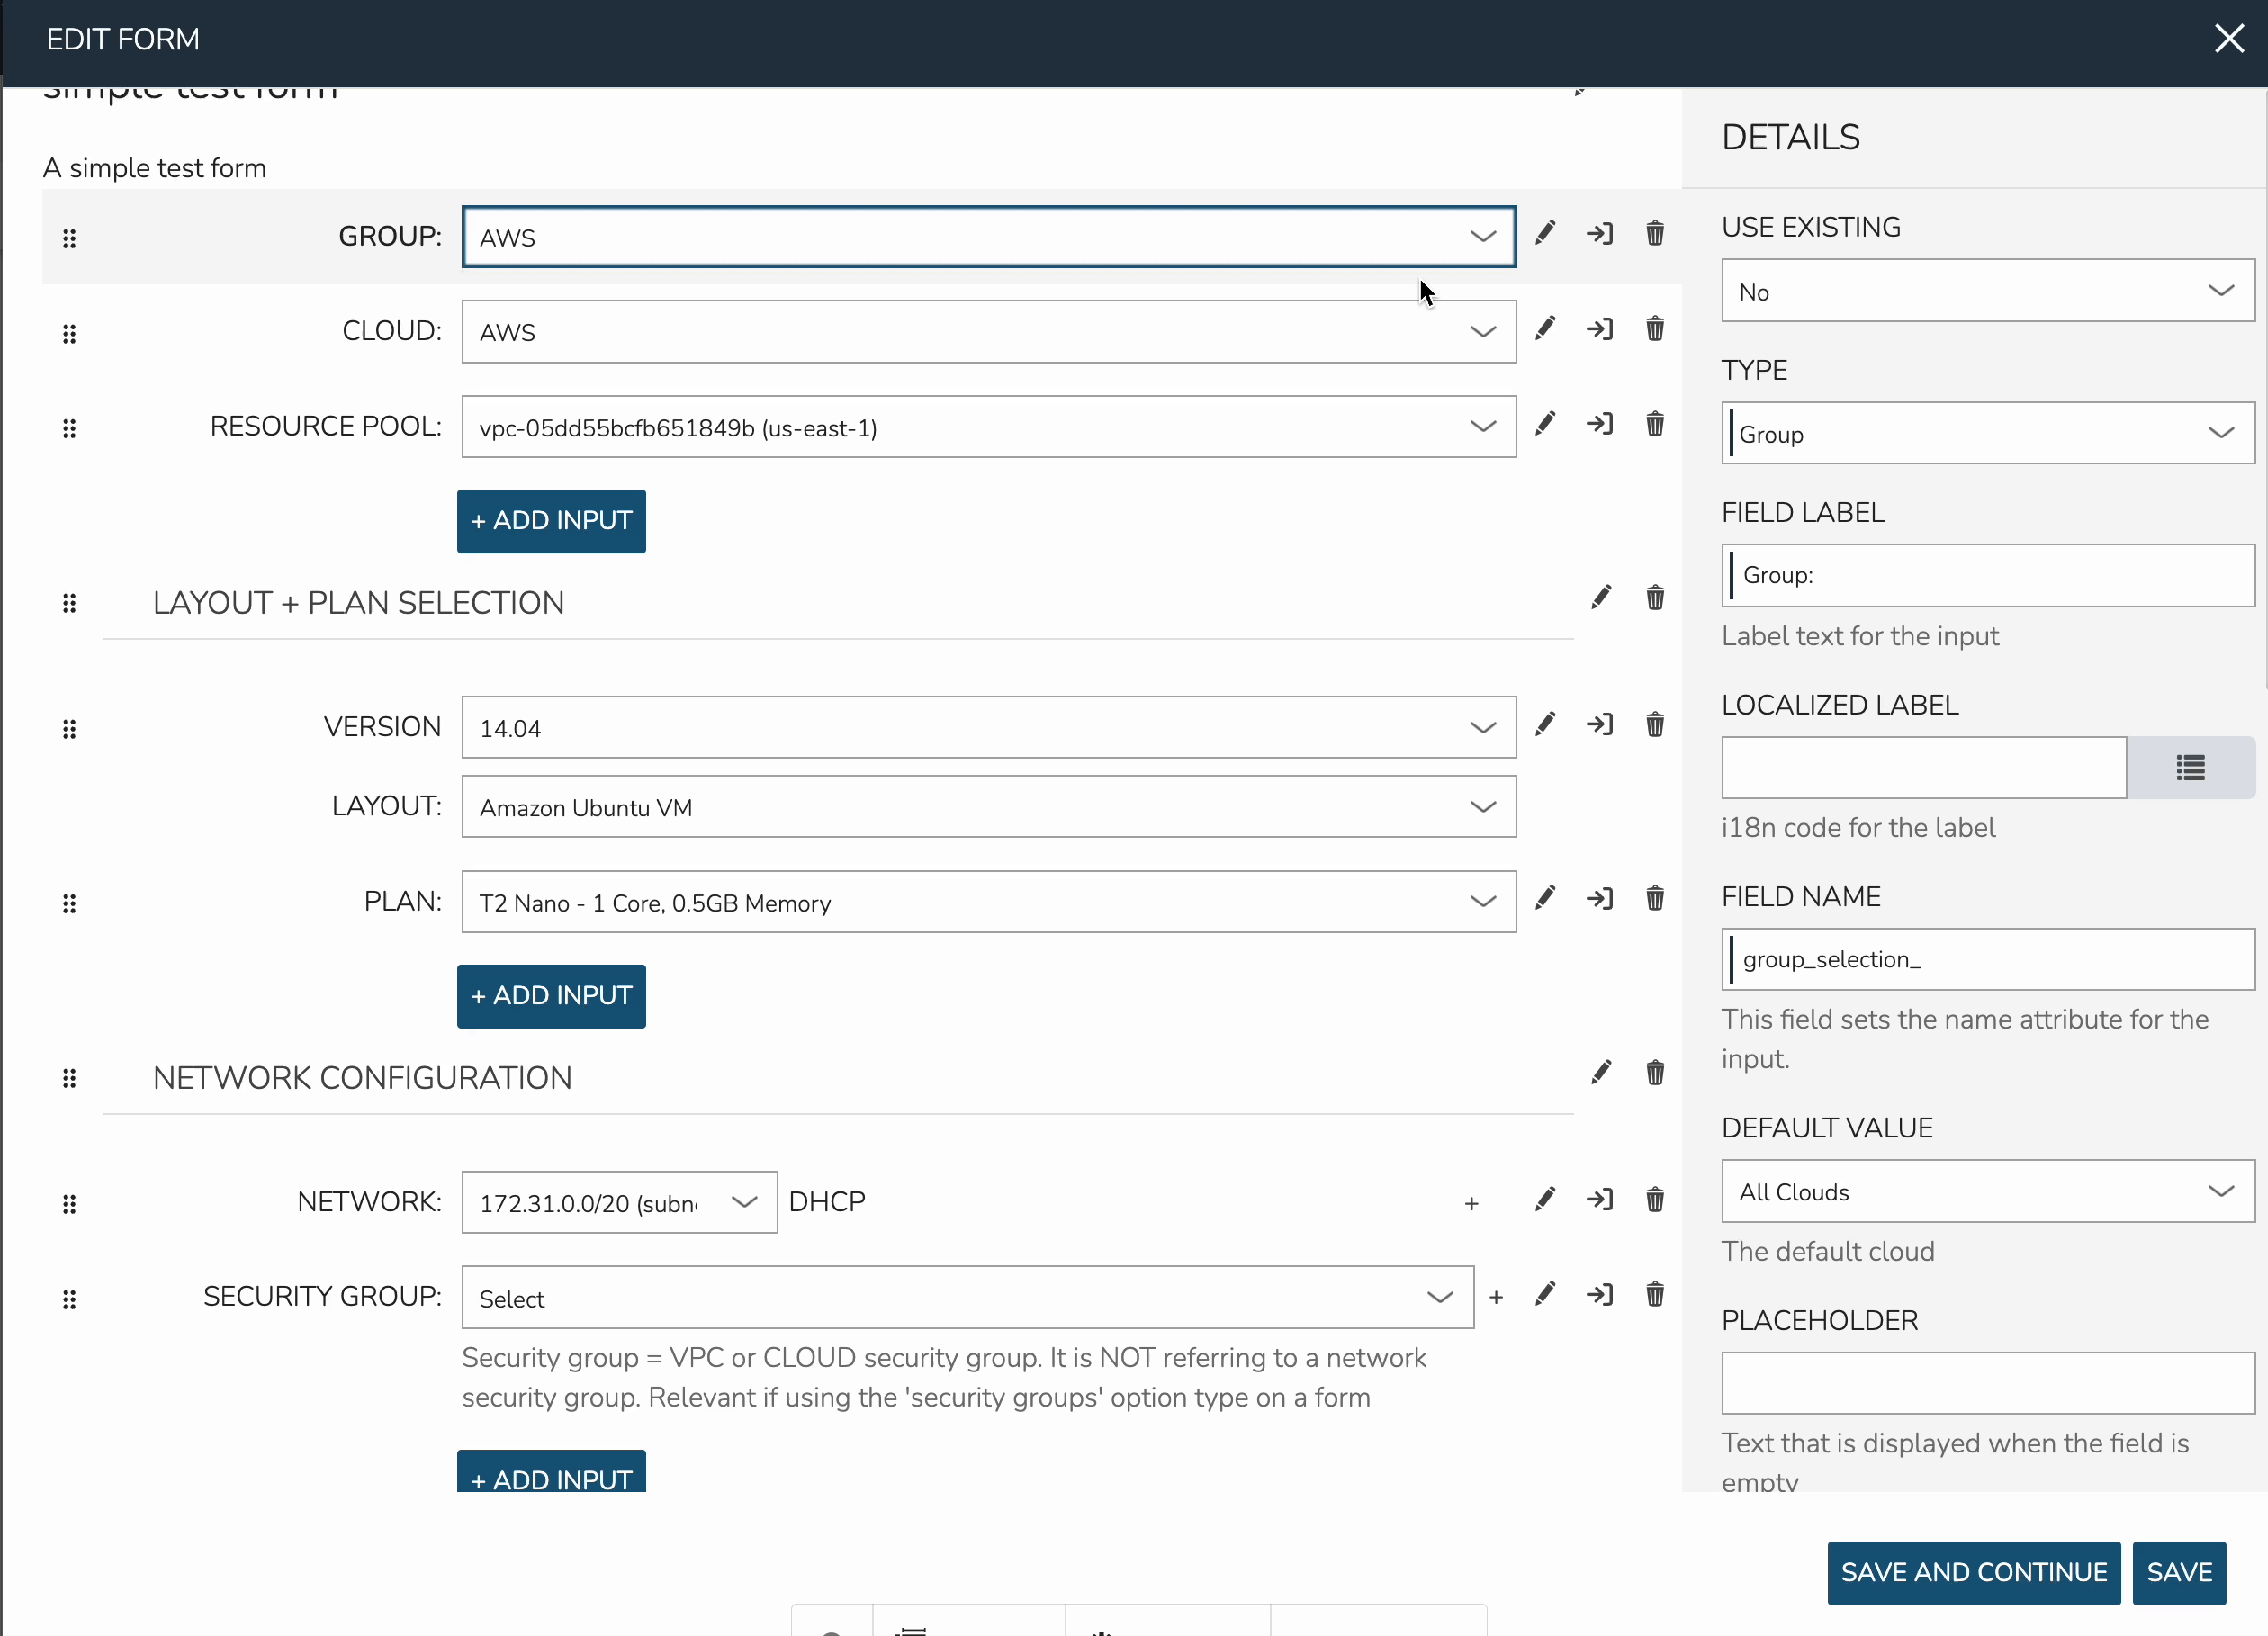 EDIT FORM
simple test form
A simple test form
GROUP:
AWS
CLOUD:
AWS
RESOURCE POOL:
vpc-05dd55bcfb651849b (us-east-1)
+ ADD INPUT
LAYOUT + PLAN SELECTION
VERSION
14.04
LAYOUT:
Amazon Ubuntu VM
PLAN:
T2 Nano - 1 Core, 0.5GB Memory
+ ADD INPUT
NETWORK CONFIGURATION
NETWORK:
172.31.0.0/20 (subn
DHCP
+
SECURITY GROUP:
Select
+
Security group = VPC or CLOUD security group. It is NOT referring to a network
security group. Relevant if using the 'security groups' option type on a form
+ ADD INPUT
DETAILS
USE EXISTING
No
TYPE
Group
FIELD LABEL
Group:
Label text for the input
LOCALIZED LABEL
i18n code for the label
FIELD NAME
group_selection_
This field sets the name attribute for the
input.
DEFAULT VALUE
All Clouds
The default cloud
PLACEHOLDER
Text that is displayed when the field is
empty
SAVE AND CONTINUE
SAVE